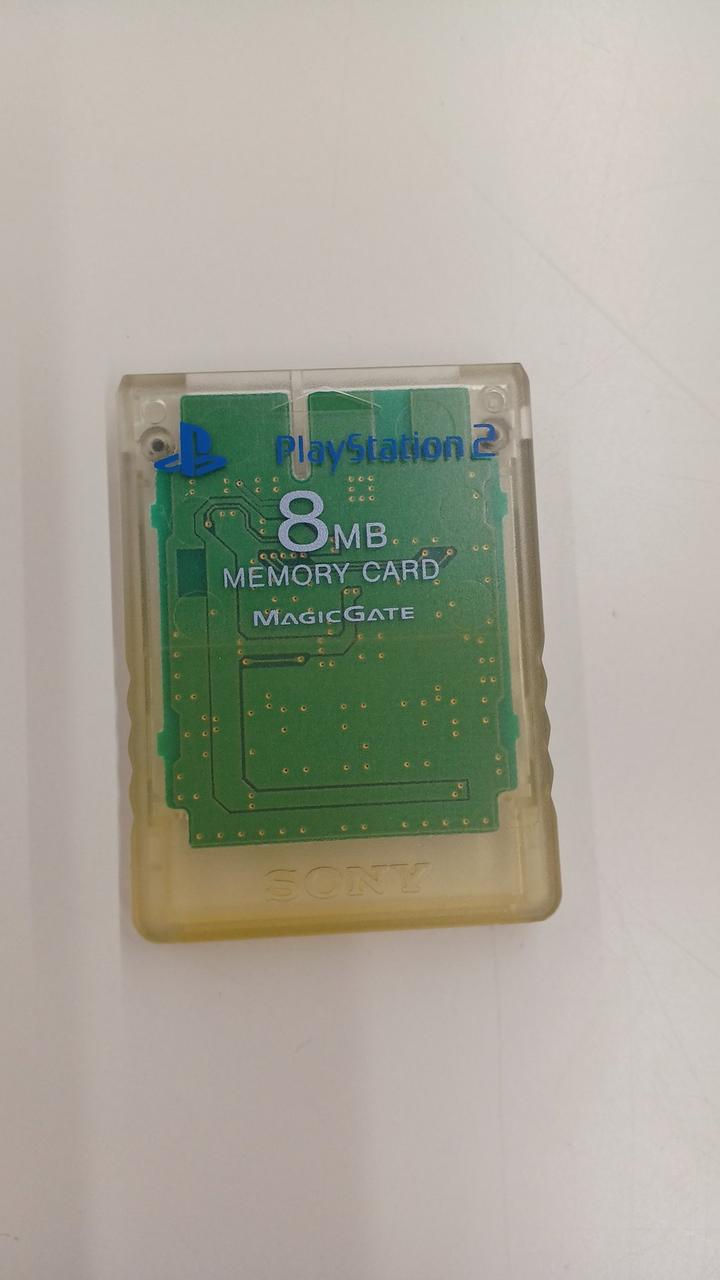 PlayStation 2
8MB
MEMORY CARD
MAGICGATE
SONY